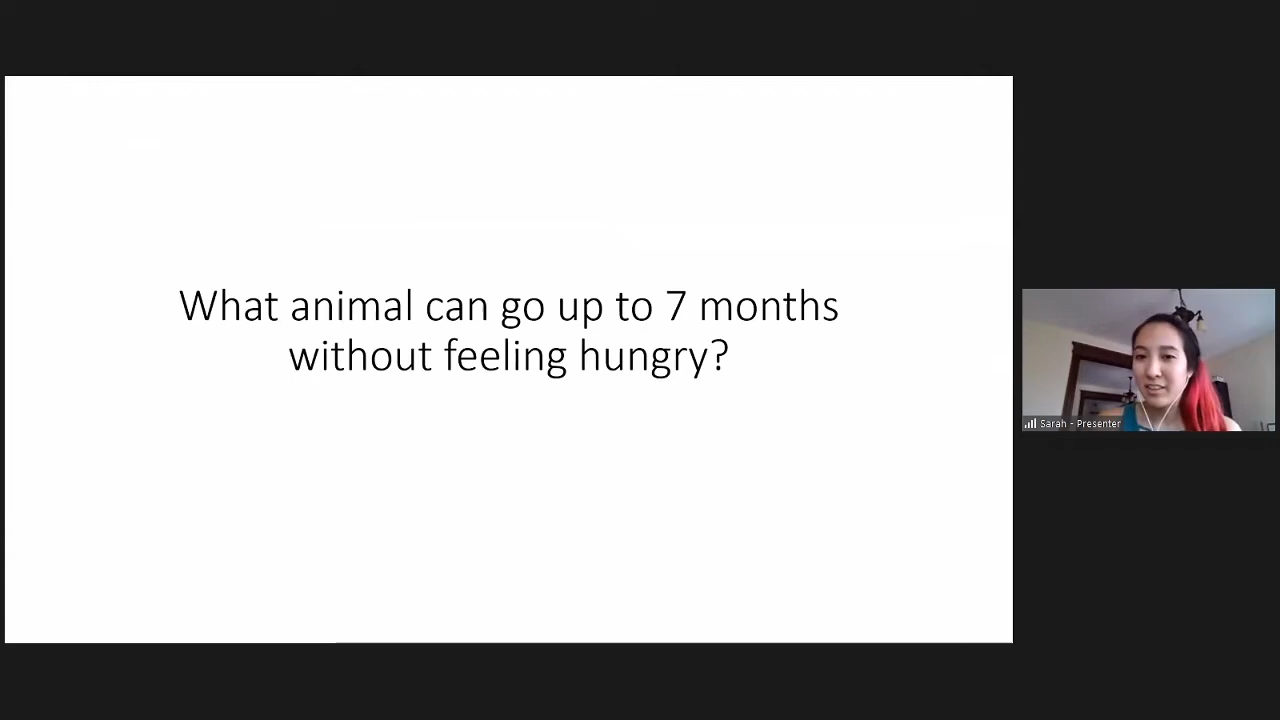 What animal can go up to 7 months
without feeling hungry?
Sarah - Presenter